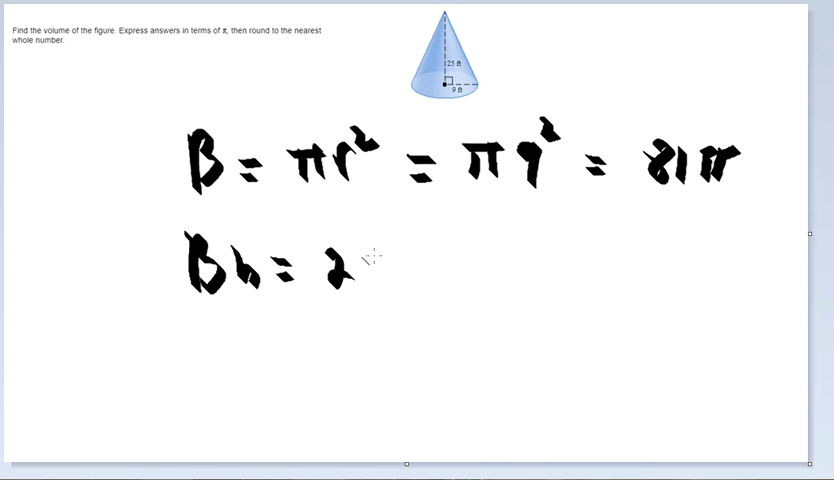 Find the volume of the figure. Express answers in terms of π, then round to the nearest
whole number.
25 ft
9 ft
B = πr² = π9² = 81π
Bh = 2